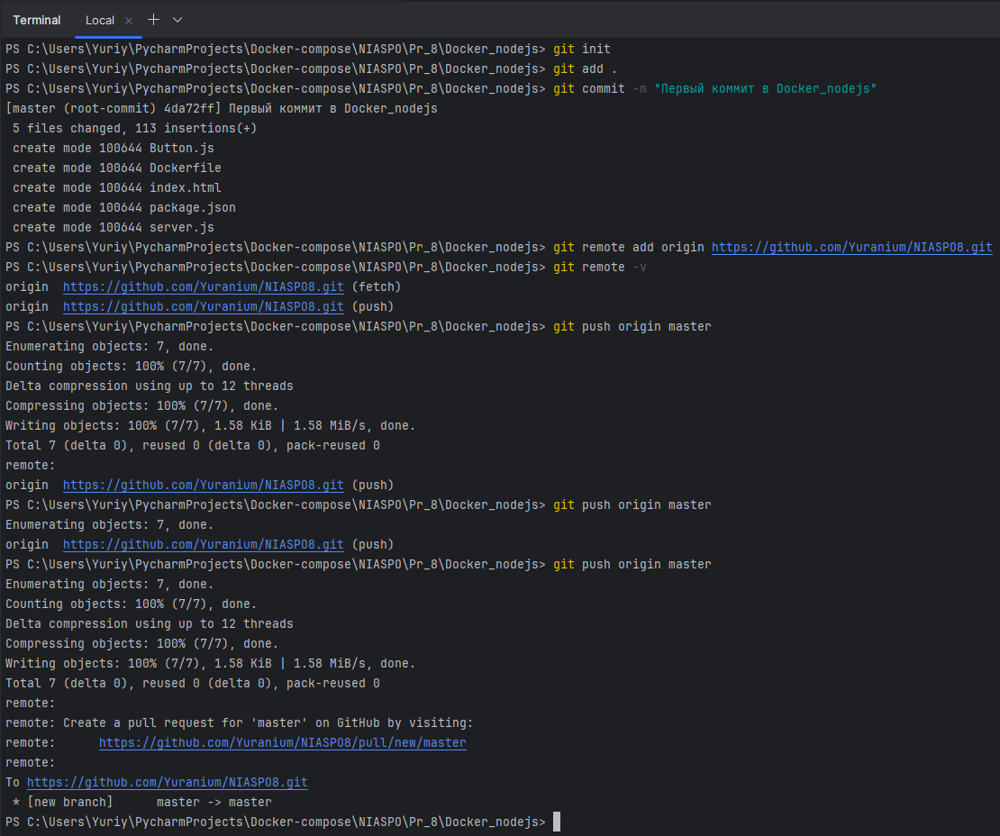 Terminal Local × + ⌄
PS C:\Users\Yuriy\PycharmProjects\Docker-compose\NIASPO\Pr_8\Docker_nodejs> git init
PS C:\Users\Yuriy\PycharmProjects\Docker-compose\NIASPO\Pr_8\Docker_nodejs> git add .
PS C:\Users\Yuriy\PycharmProjects\Docker-compose\NIASPO\Pr_8\Docker_nodejs> git commit -m "Первый коммит в Docker_nodejs"
[master (root-commit) 4da72ff] Первый коммит в Docker_nodejs
 5 files changed, 113 insertions(+)
 create mode 100644 Button.js
 create mode 100644 Dockerfile
 create mode 100644 index.html
 create mode 100644 package.json
 create mode 100644 server.js
PS C:\Users\Yuriy\PycharmProjects\Docker-compose\NIASPO\Pr_8\Docker_nodejs> git remote add origin https://github.com/Yuranium/NIASPO8.git
PS C:\Users\Yuriy\PycharmProjects\Docker-compose\NIASPO\Pr_8\Docker_nodejs> git remote -v
origin  https://github.com/Yuranium/NIASPO8.git (fetch)
origin  https://github.com/Yuranium/NIASPO8.git (push)
PS C:\Users\Yuriy\PycharmProjects\Docker-compose\NIASPO\Pr_8\Docker_nodejs> git push origin master
Enumerating objects: 7, done.
Counting objects: 100% (7/7), done.
Delta compression using up to 12 threads
Compressing objects: 100% (7/7), done.
Writing objects: 100% (7/7), 1.58 KiB | 1.58 MiB/s, done.
Total 7 (delta 0), reused 0 (delta 0), pack-reused 0
remote:
origin  https://github.com/Yuranium/NIASPO8.git (push)
PS C:\Users\Yuriy\PycharmProjects\Docker-compose\NIASPO\Pr_8\Docker_nodejs> git push origin master
Enumerating objects: 7, done.
origin  https://github.com/Yuranium/NIASPO8.git (push)
PS C:\Users\Yuriy\PycharmProjects\Docker-compose\NIASPO\Pr_8\Docker_nodejs> git push origin master
Enumerating objects: 7, done.
Counting objects: 100% (7/7), done.
Delta compression using up to 12 threads
Compressing objects: 100% (7/7), done.
Writing objects: 100% (7/7), 1.58 KiB | 1.58 MiB/s, done.
Total 7 (delta 0), reused 0 (delta 0), pack-reused 0
remote:
remote: Create a pull request for 'master' on GitHub by visiting:
remote:      https://github.com/Yuranium/NIASPO8/pull/new/master
remote:
To https://github.com/Yuranium/NIASPO8.git
 * [new branch]      master -> master
PS C:\Users\Yuriy\PycharmProjects\Docker-compose\NIASPO\Pr_8\Docker_nodejs>